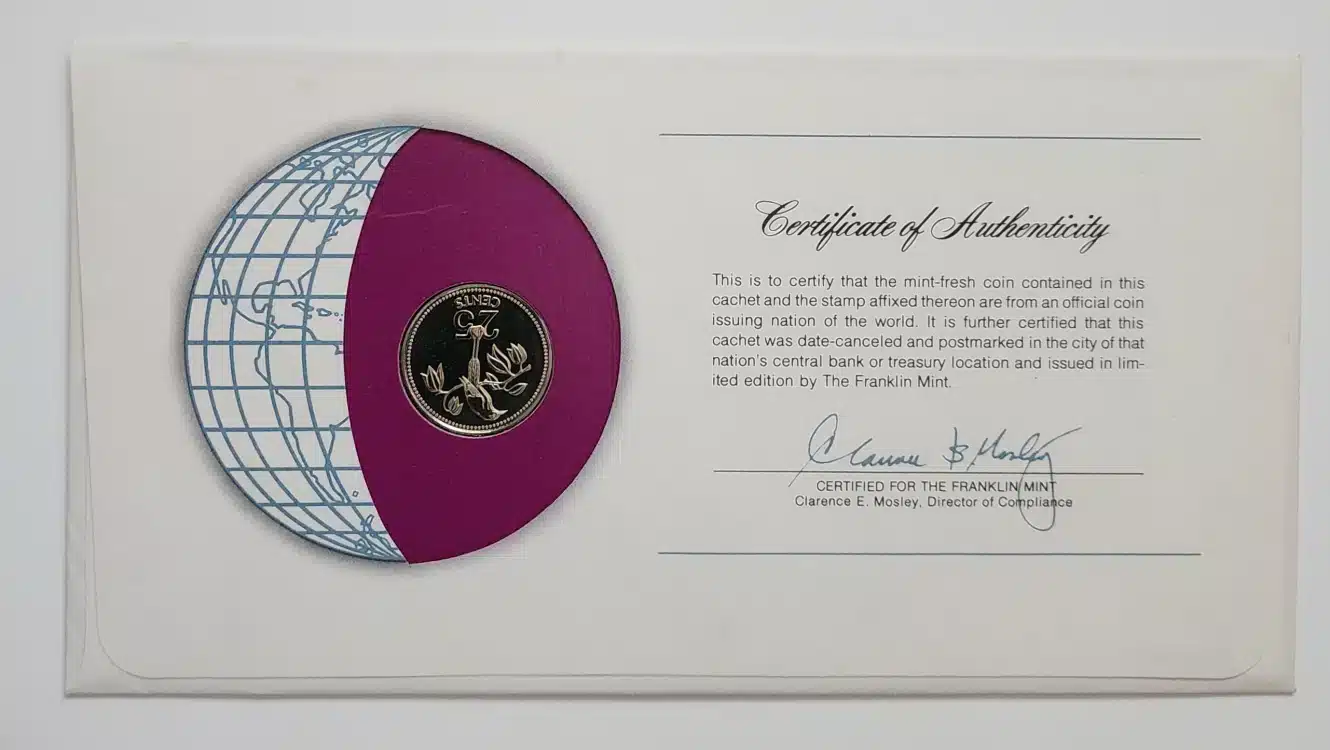 25
CENTS
Certificate of Authenticity
This is to certify that the mint-fresh coin contained in this
cachet and the stamp affixed thereon are from an official coin
issuing nation of the world. It is further certified that this
cachet was date-canceled and postmarked in the city of that
nation's central bank or treasury location and issued in lim-
ited edition by The Franklin Mint.
Clarence B Mosley
CERTIFIED FOR THE FRANKLIN MINT
Clarence E. Mosley, Director of Compliance